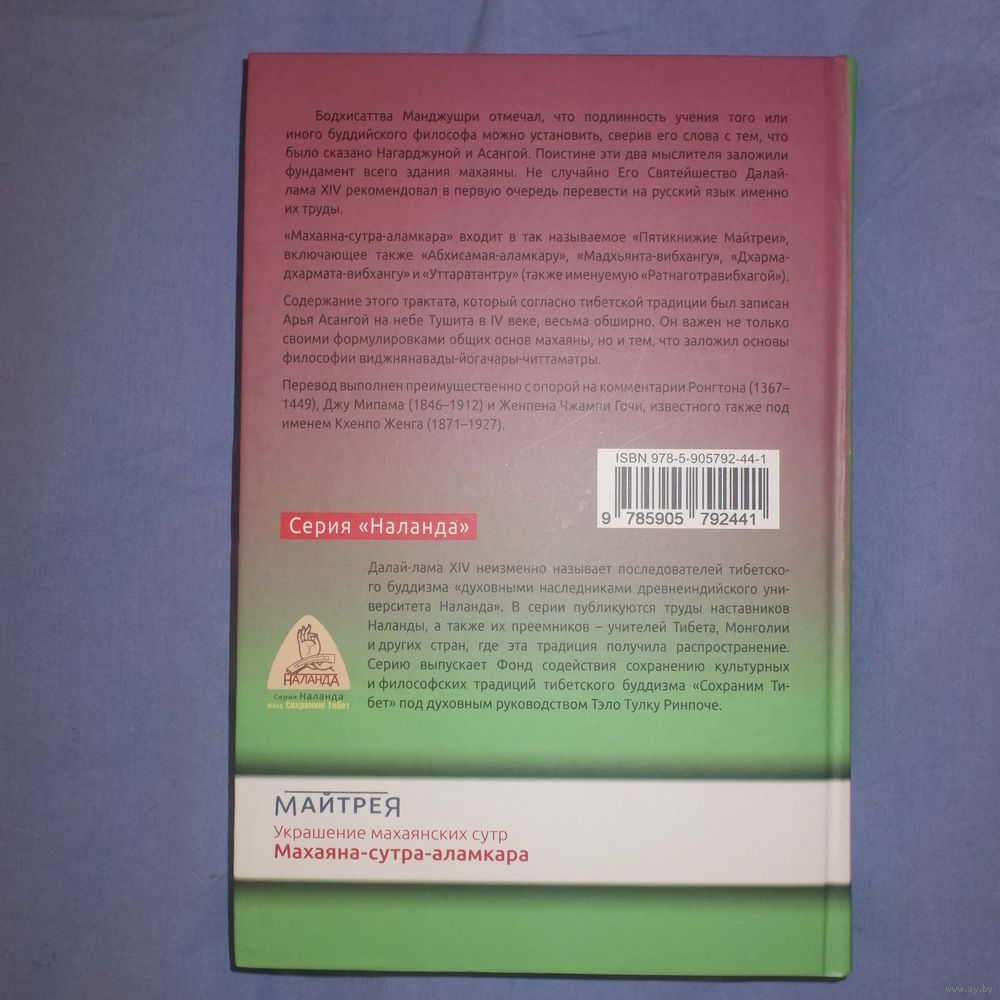 Бодхисаттва Манджушри отмечал, что подлинность учения того или
иного буддийского философа можно установить, сверив его слова с тем, что
было сказано Нагарджуной и Асангой. Поистине эти два мыслителя заложили
фундамент всего здания махаяны. Не случайно Его Святейшество Далай-
лама XIV рекомендовал в первую очередь перевести на русский язык именно
их труды.
«Махаяна-сутра-аламкара» входит в так называемое «Пятикнижие Майтреи»,
включающее также «Абхисамая-аламкару», «Мадхьянта-вибхангу», «Дхарма-
дхармата-вибхангу» и «Уттаратантру» (также именуемую «Ратнаготравибхагой»).
Содержание этого трактата, который согласно тибетской традиции был записан
Арья Асангой на небе Тушита в IV веке, весьма обширно. Он важен не только
своими формулировками общих основ махаяны, но и тем, что заложил основы
философии виджнянавады-йогачары-читтаматры.
Перевод выполнен преимущественно с опорой на комментарии Ронгтона (1367–
1449), Джу Мипама (1846–1912) и Женпена Чжампи Гочи, известного также под
именем Кхенпо Женга (1871–1927).
ISBN 978-5-905792-44-1
9 785905 792441
Серия «Наланда»
Далай-лама XIV неизменно называет последователей тибетско-
го буддизма «духовными наследниками древнеиндийского уни-
верситета Наланда». В серии публикуются труды наставников
Наланды, а также их преемников – учителей Тибета, Монголии
и других стран, где эта традиция получила распространение.
Серию выпускает Фонд содействия сохранению культурных
и философских традиций тибетского буддизма «Сохраним Ти-
бет» под духовным руководством Тэло Тулку Ринпоче.
НАЛАНДА
Серия Наланда
Фонд Сохраним Тибет
МАЙТРЕЯ
Украшение махаянских сутр
Махаяна-сутра-аламкара
www.ay.by